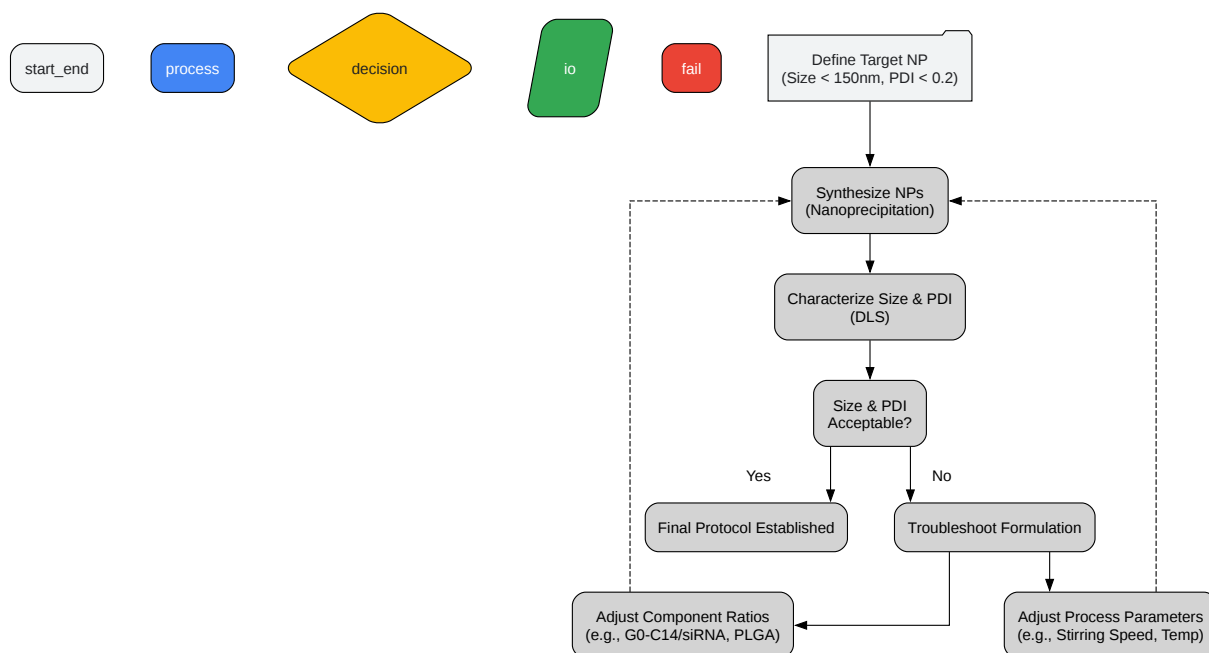 start_end
process
decision
io
fail
Define Target NP
(Size < 150nm, PDI < 0.2)
Synthesize NPs
(Nanoprecipitation)
Characterize Size & PDI
(DLS)
Size & PDI
Acceptable?
Yes
No
Final Protocol Established
Troubleshoot Formulation
Adjust Component Ratios
(e.g., G0-C14/siRNA, PLGA)
Adjust Process Parameters
(e.g., Stirring Speed, Temp)